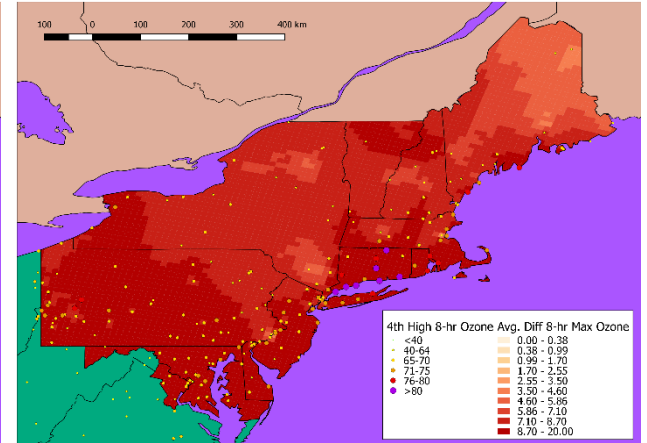 100 0 100 200 300 400 km
4th High 8-hr Ozone Avg. Diff 8-hr Max Ozone
<40 0.00 - 0.38
40-64 0.38 - 0.99
65-70 0.99 - 1.70
71-75 1.70 - 2.55
76-80 2.55 - 3.50
>80 3.50 - 4.60
4.60 - 5.86
5.86 - 7.10
7.10 - 8.70
8.70 - 20.00